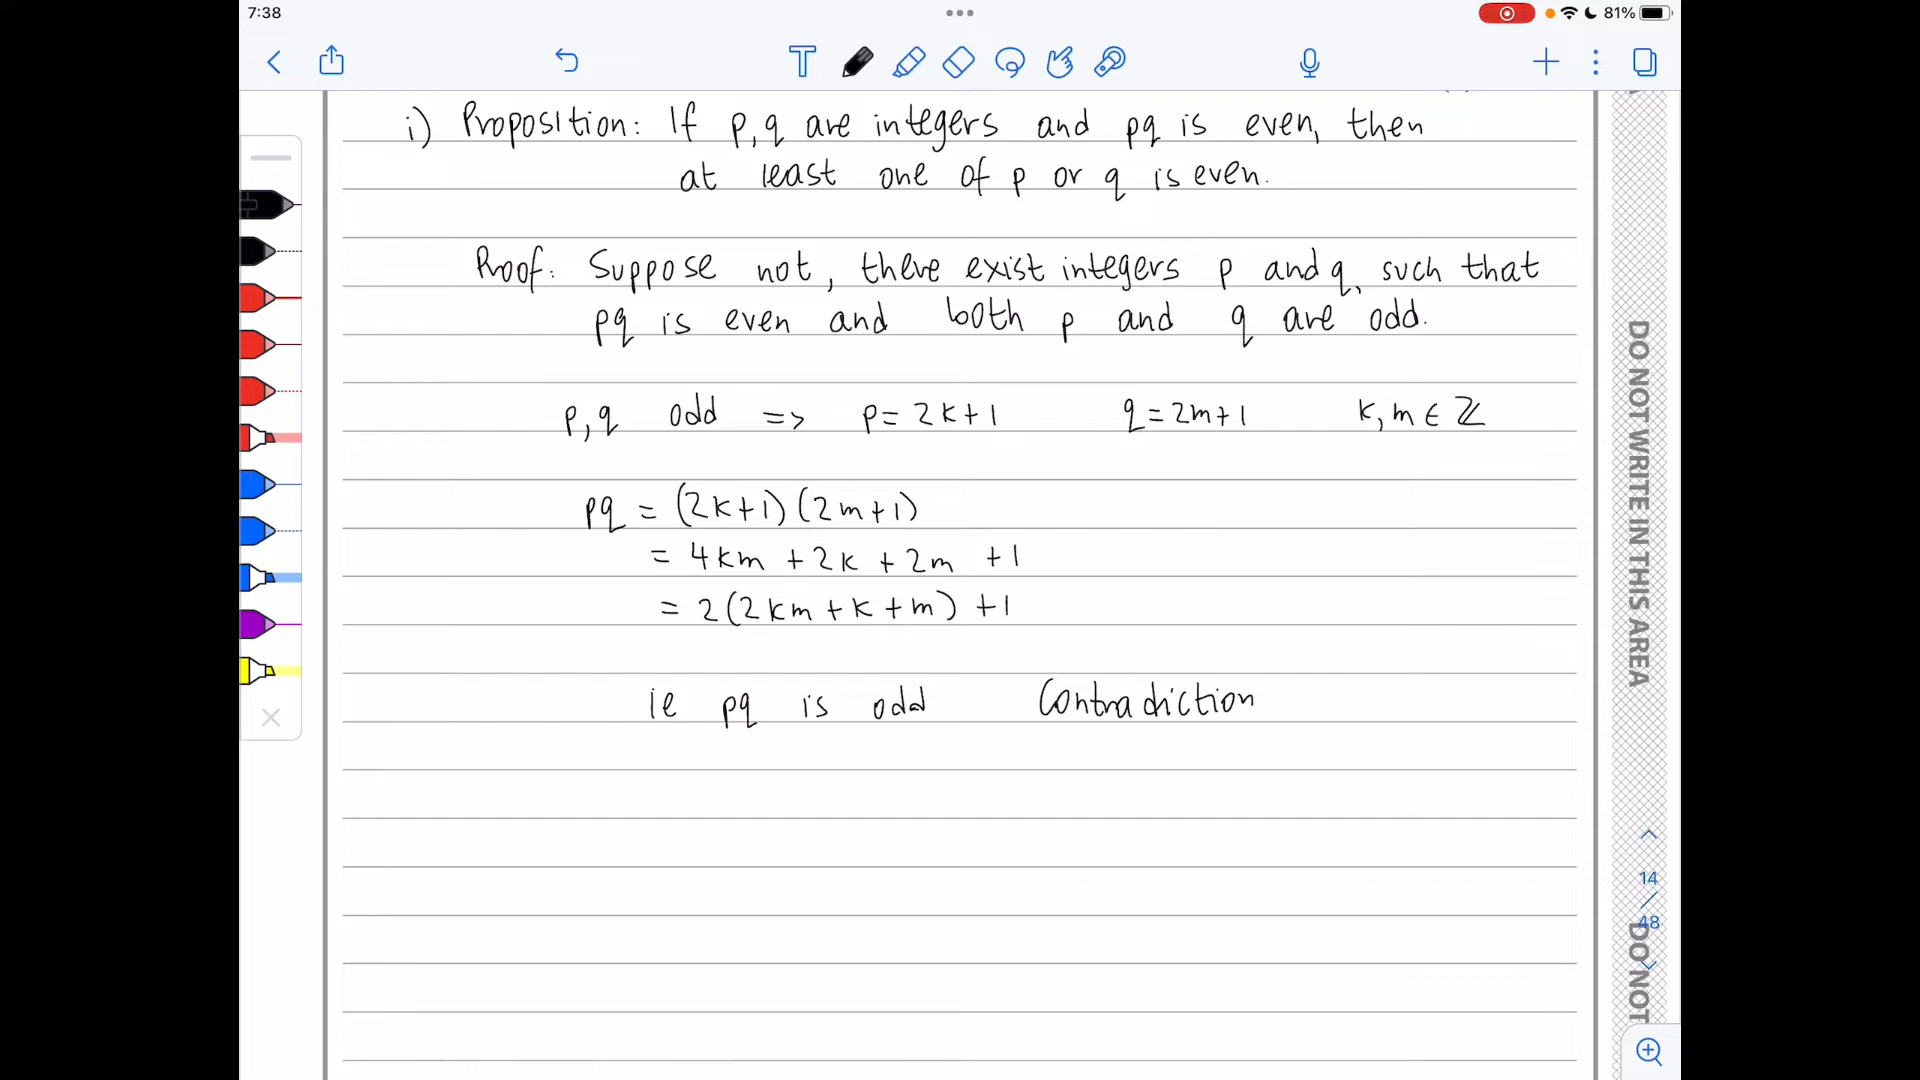 7:38
81%
i) Proposition: If p,q are integers and pq is even, then
at least one of p or q is even.
Proof: Suppose not, there exist integers p and q, such that
pq is even and both p and q are odd.
p,q odd => p=2k+1 q=2m+1 k,m ∈ ℤ
pq = (2k+1)(2m+1)
= 4km +2k +2m +1
= 2(2km+k+m) +1
ie pq is odd Contradiction
DO NOT WRITE IN THIS AREA
14
/
48
DO NOT